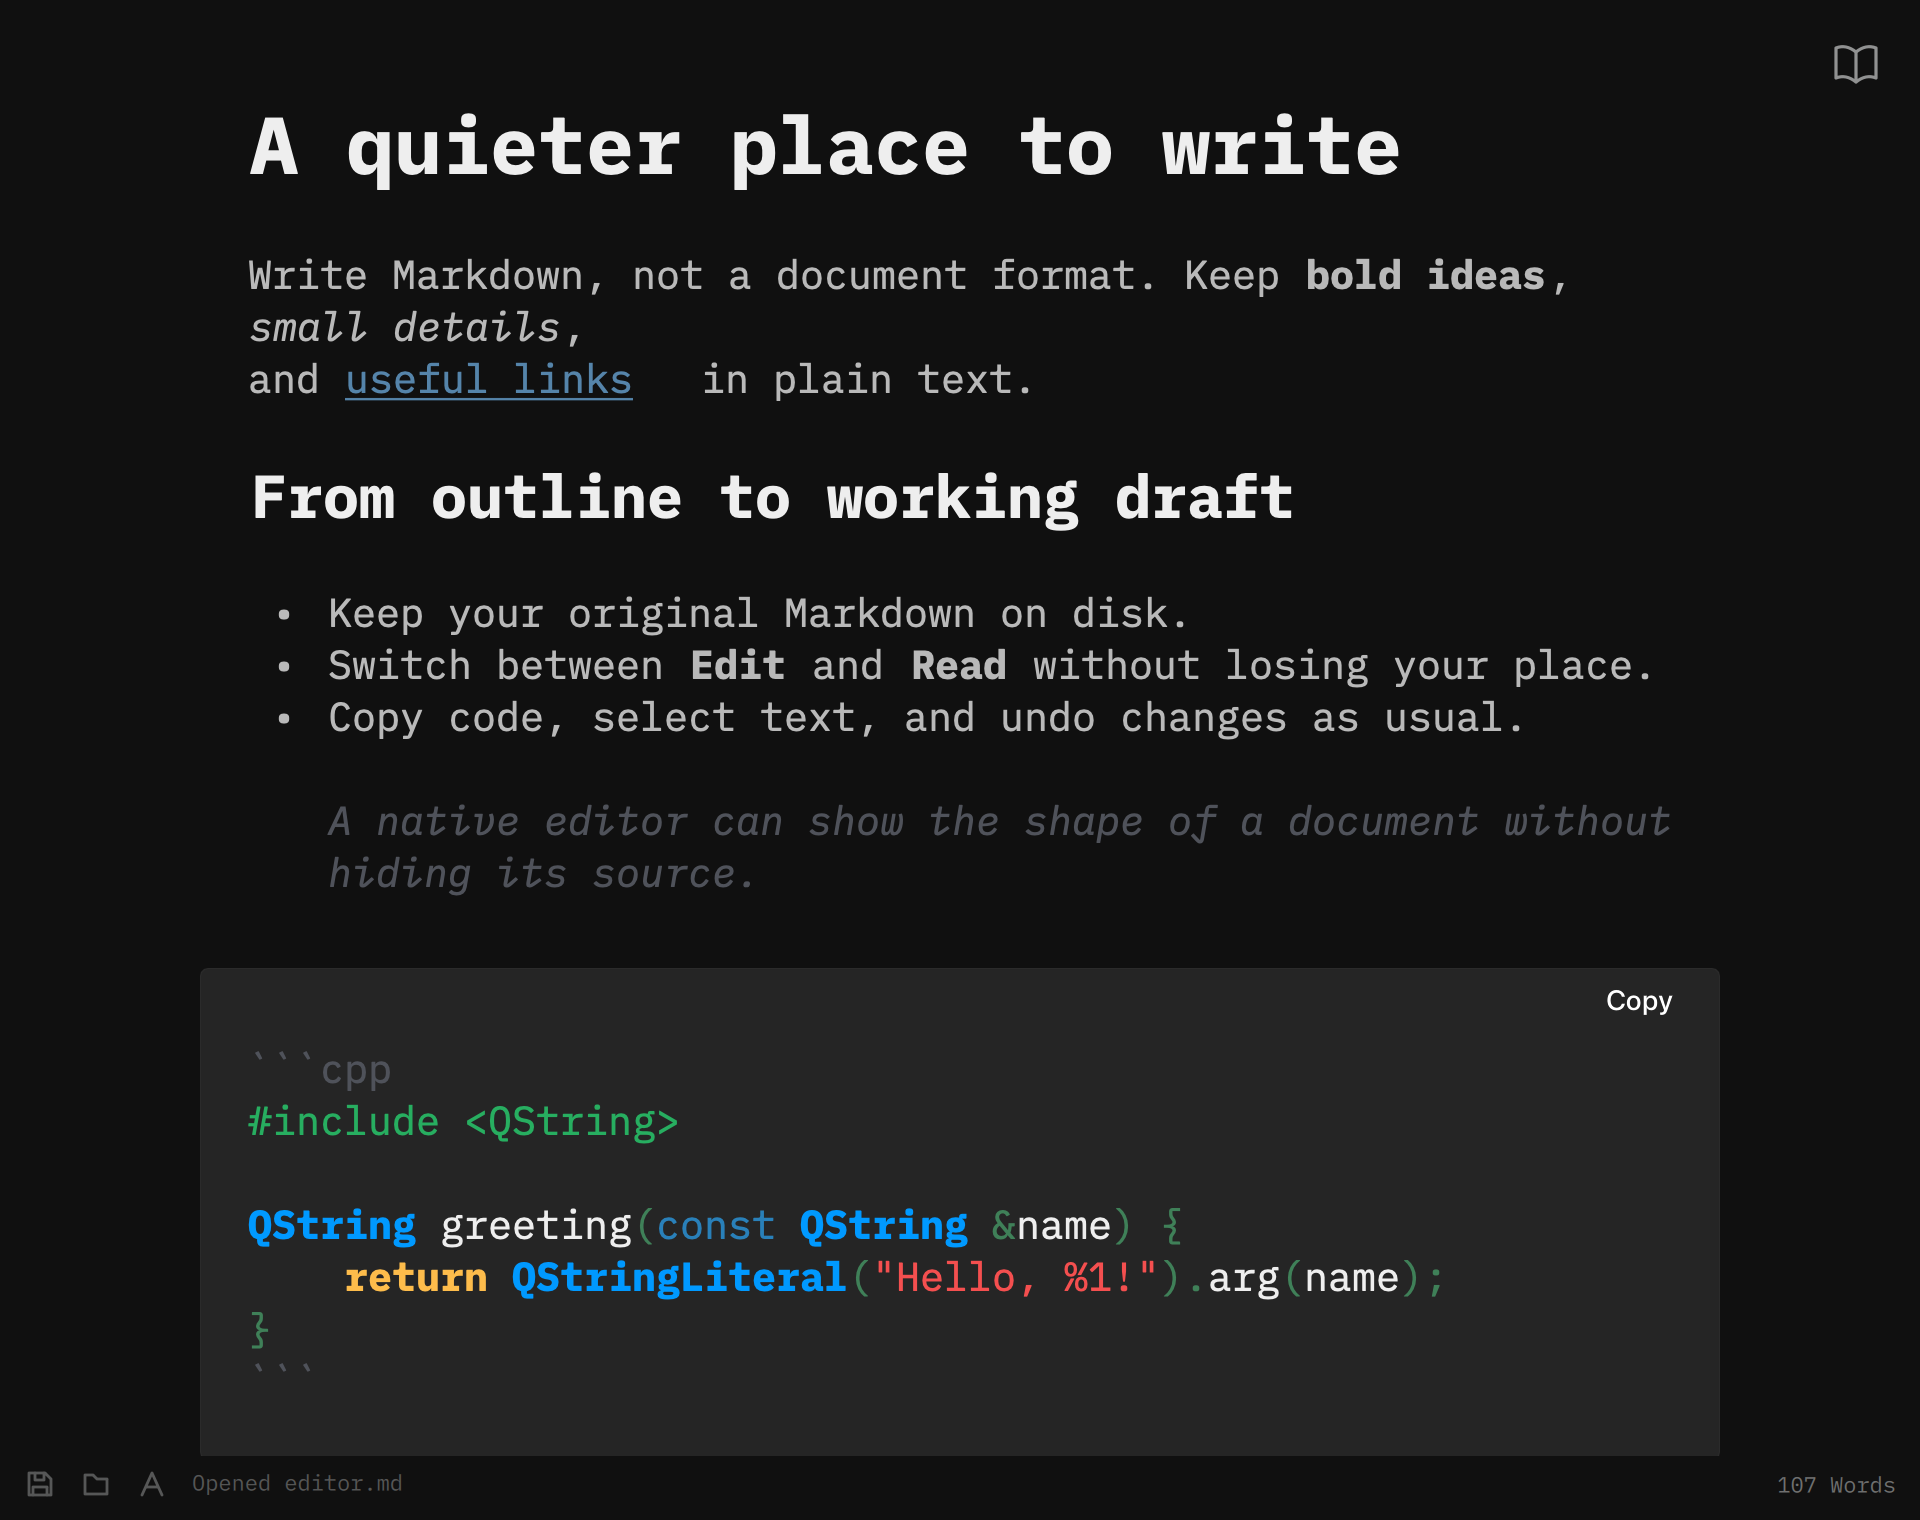 A quieter place to write
Write Markdown, not a document format. Keep bold ideas,
small details,
and useful links in plain text.
From outline to working draft
• Keep your original Markdown on disk.
• Switch between Edit and Read without losing your place.
• Copy code, select text, and undo changes as usual.
A native editor can show the shape of a document without
hiding its source.
Copy
```cpp
#include <QString>
QString greeting(const QString &name) {
    return QStringLiteral("Hello, %1!").arg(name);
}
```
Opened editor.md
107 Words